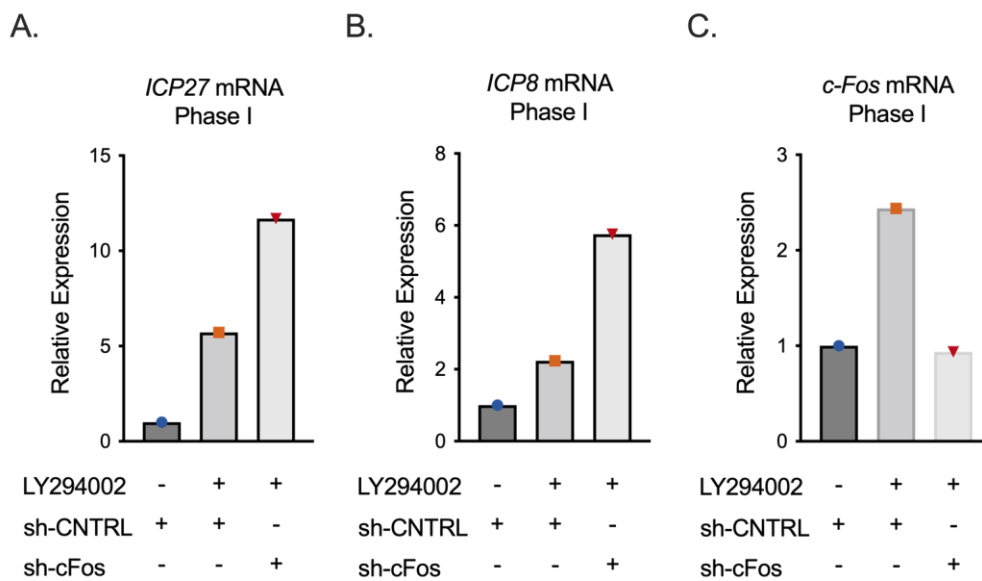 A.
ICP27 mRNA
Phase I
Relative Expression
15
10
5
0
LY294002 - + +
sh-CNTRL + + -
sh-cFos - - +
B.
ICP8 mRNA
Phase I
Relative Expression
8
6
4
2
0
LY294002 - + +
sh-CNTRL + + -
sh-cFos - - +
C.
c-Fos mRNA
Phase I
Relative Expression
3
2
1
0
LY294002 - + +
sh-CNTRL + + -
sh-cFos - - +